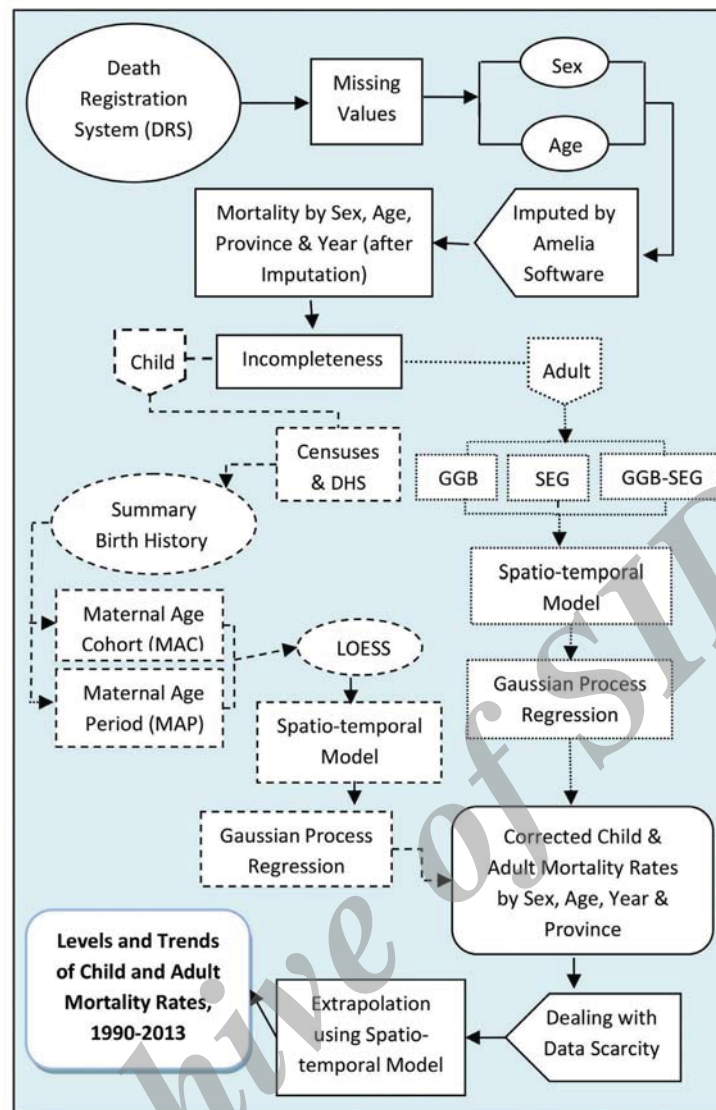 Death
Registration
System (DRS)
Missing
Values
Sex
Age
Mortality by Sex, Age,
Province & Year (after
Imputation)
Imputed by
Amelia
Software
Child
Incompleteness
Adult
Censuses
& DHS
GGB
SEG
GGB-SEG
Summary
Birth History
Spatio-temporal
Model
Maternal Age
Cohort (MAC)
LOESS
Maternal Age
Period (MAP)
Gaussian Process
Regression
Spatio-temporal
Model
Gaussian Process
Regression
Corrected Child &
Adult Mortality Rates
by Sex, Age, Year &
Province
Levels and Trends
of Child and Adult
Mortality Rates,
1990-2013
Extrapolation
using Spatio-
temporal Model
Dealing with
Data Scarcity
hive of SID